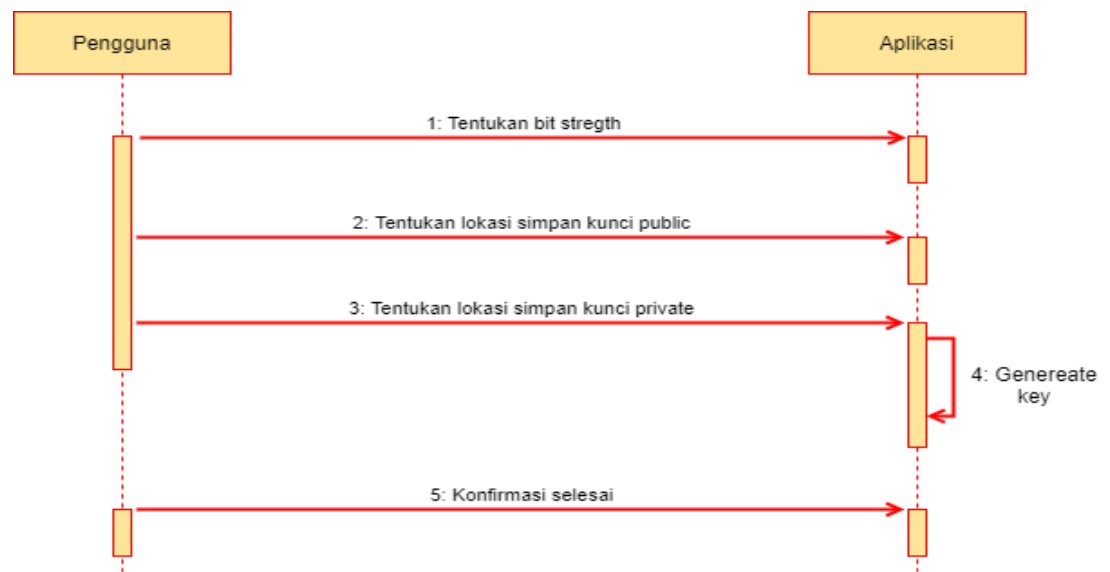 Pengguna
Aplikasi
1: Tentukan bit stregth
2: Tentukan lokasi simpan kunci public
3: Tentukan lokasi simpan kunci private
4: Genereate
key
5: Konfirmasi selesai